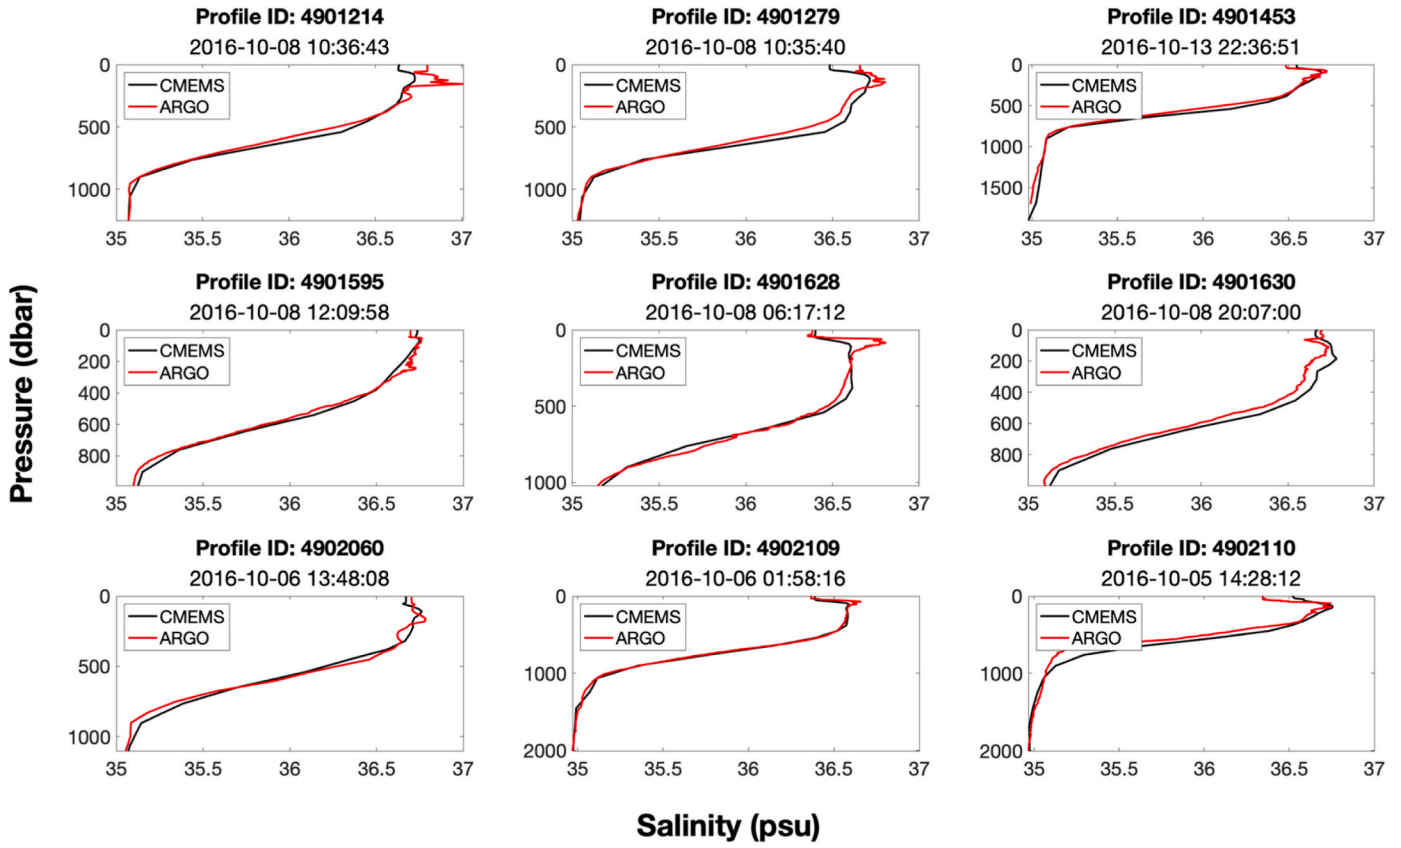 Profile ID: 4901214
2016-10-08 10:36:43
0
500
1000
CMEMS
ARGO
35
35.5
36
36.5
37
Profile ID: 4901279
2016-10-08 10:35:40
0
500
1000
CMEMS
ARGO
35
35.5
36
36.5
37
Profile ID: 4901453
2016-10-13 22:36:51
0
500
1000
1500
CMEMS
ARGO
35
35.5
36
36.5
37
Profile ID: 4901595
2016-10-08 12:09:58
0
200
400
600
800
CMEMS
ARGO
35
35.5
36
36.5
37
Profile ID: 4901628
2016-10-08 06:17:12
0
500
1000
CMEMS
ARGO
35
35.5
36
36.5
37
Profile ID: 4901630
2016-10-08 20:07:00
0
200
400
600
800
CMEMS
ARGO
35
35.5
36
36.5
37
Profile ID: 4902060
2016-10-06 13:48:08
0
500
1000
CMEMS
ARGO
35
35.5
36
36.5
37
Profile ID: 4902109
2016-10-06 01:58:16
0
1000
2000
CMEMS
ARGO
35
35.5
36
36.5
37
Profile ID: 4902110
2016-10-05 14:28:12
0
1000
2000
CMEMS
ARGO
35
35.5
36
36.5
37
Pressure (dbar)
Salinity (psu)